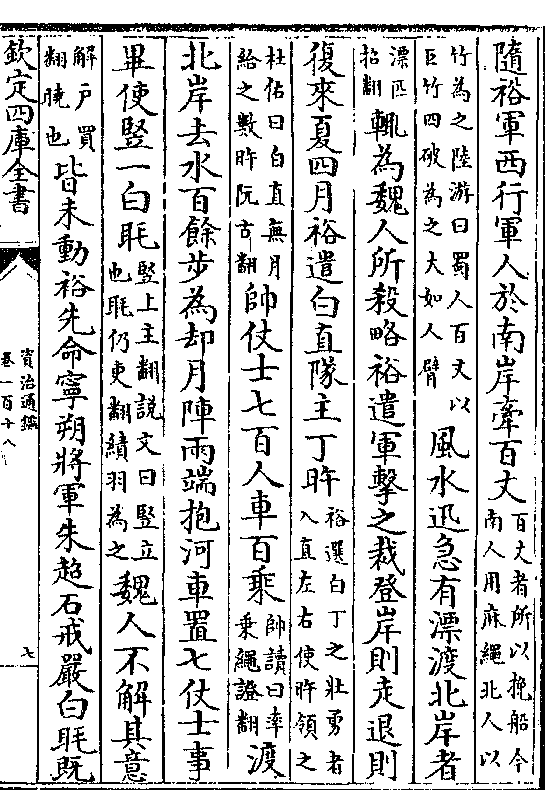 隨裕軍西行軍人於南岸牽百丈百丈者所以挽船今南人用麻繩北人以
竹為之陸游曰蜀人百丈以巨竹四破為之大如人臂風水迅急有漂渡北岸者
漂匹招翻輒為魏人所殺略裕遣軍擊之裁登岸則走退則
復來夏四月裕遣白直隊主丁旿裕選白丁之壯勇者入直左右使旿領之
杜佑曰白直無月給之數旿阮古翻帥仗士七百人車百乘帥讀曰率乘繩證翻渡
北岸去水百餘步為却月陣兩端抱河車置七仗士事
畢使豎一白毦豎上主翻說文曰豎立也毦仍吏翻績羽為之魏人不解其意
解戶買翻曉也皆未動裕先命寧朔將軍朱超石戒嚴白毦既
欽定四庫全書
資治通鑑
卷一百十八
七